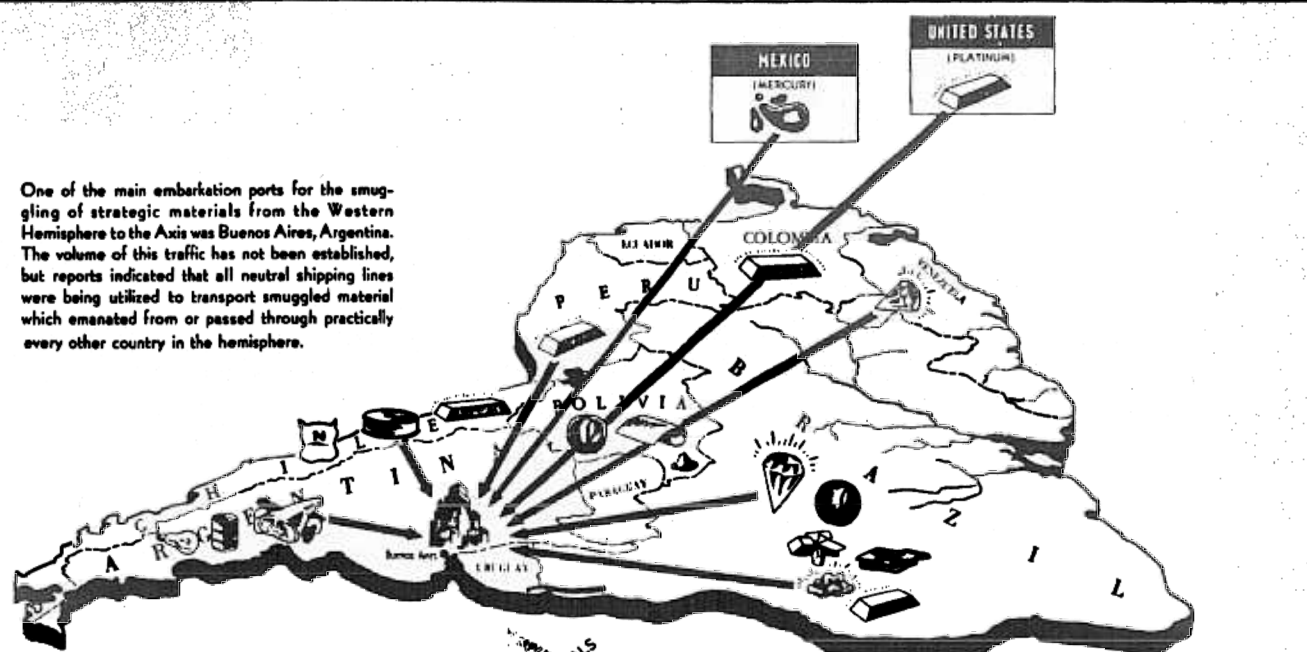 UNITED STATES
(PLATINUM)
MEXICO
(MERCURY)
One of the main embarkation ports for the smug-
gling of strategic materials from the Western
Hemisphere to the Axis was Buenos Aires, Argentina.
The volume of this traffic has not been established,
but reports indicated that all neutral shipping lines
were being utilized to transport smuggled material
which emanated from or passed through practically
every other country in the hemisphere.
ECUADOR
COLOMBIA
VENEZUELA
PERU
BRAZIL
BOLIVIA
CHILE
N
PARAGUAY
ARGENTINA
Buenos Aires
URUGUAY